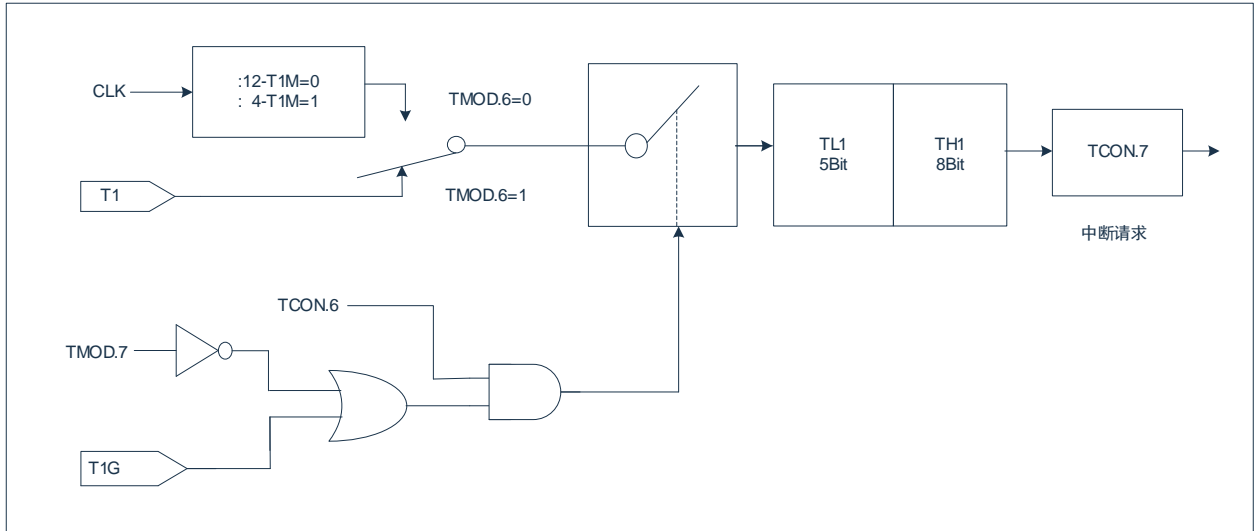 CLK
:12-T1M=0
: 4-T1M=1
TMOD.6=0
T1
TMOD.6=1
TL1
5Bit
TH1
8Bit
TCON.7
中断请求
TCON.6
TMOD.7
T1G